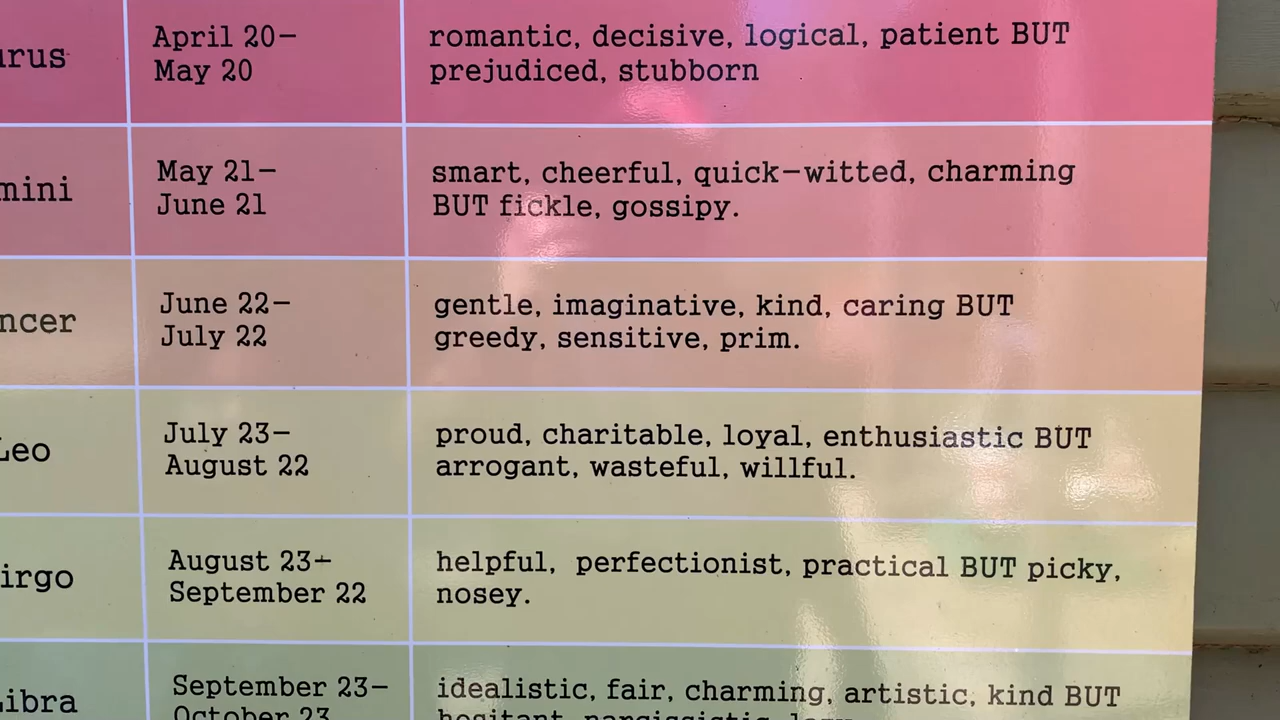 urus
April 20—
May 20
romantic, decisive, logical, patient BUT
prejudiced, stubborn
mini
May 21—
June 21
smart, cheerful, quick—witted, charming
BUT fickle, gossipy.
ncer
June 22—
July 22
gentle, imaginative, kind, caring BUT
greedy, sensitive, prim.
Leo
July 23—
August 22
proud, charitable, loyal, enthusiastic BUT
arrogant, wasteful, willful.
irgo
August 23—
September 22
helpful, perfectionist, practical BUT picky,
nosey.
Libra
September 23—
October 23
idealistic, fair, charming, artistic, kind BUT